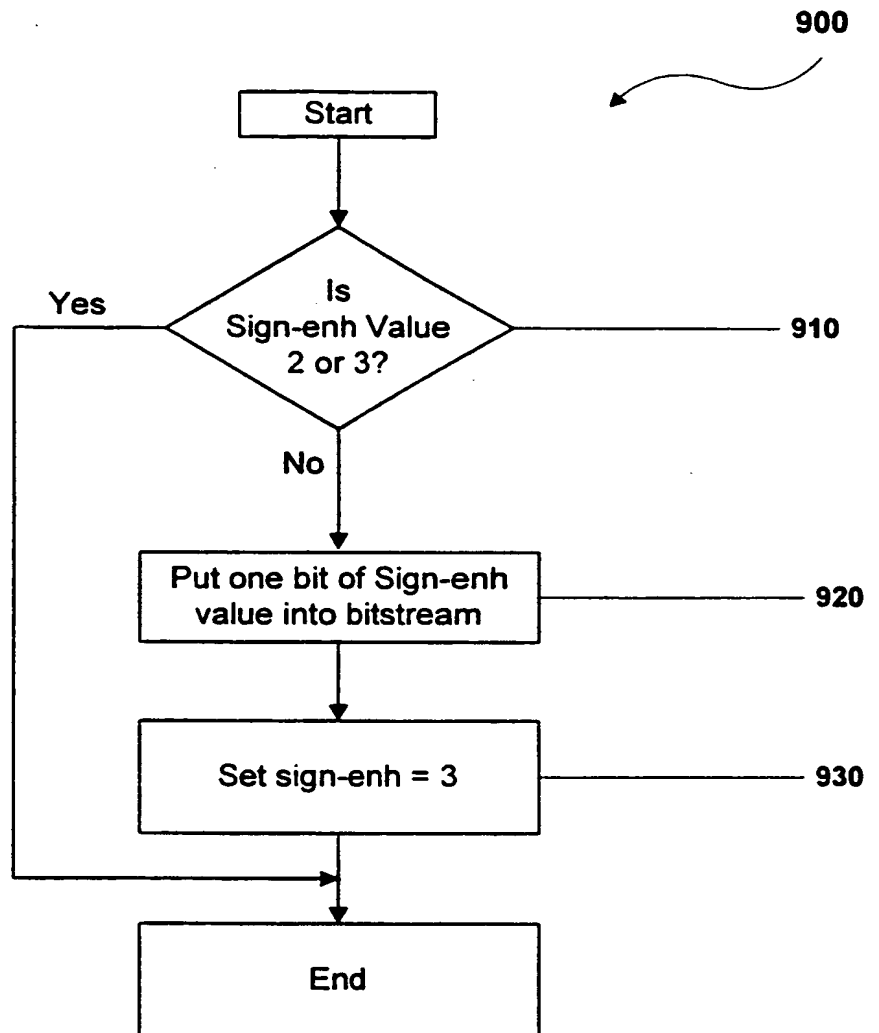 900
Start
Is
Sign-enh Value
2 or 3?
Yes
910
No
Put one bit of Sign-enh
value into bitstream
920
Set sign-enh = 3
930
End